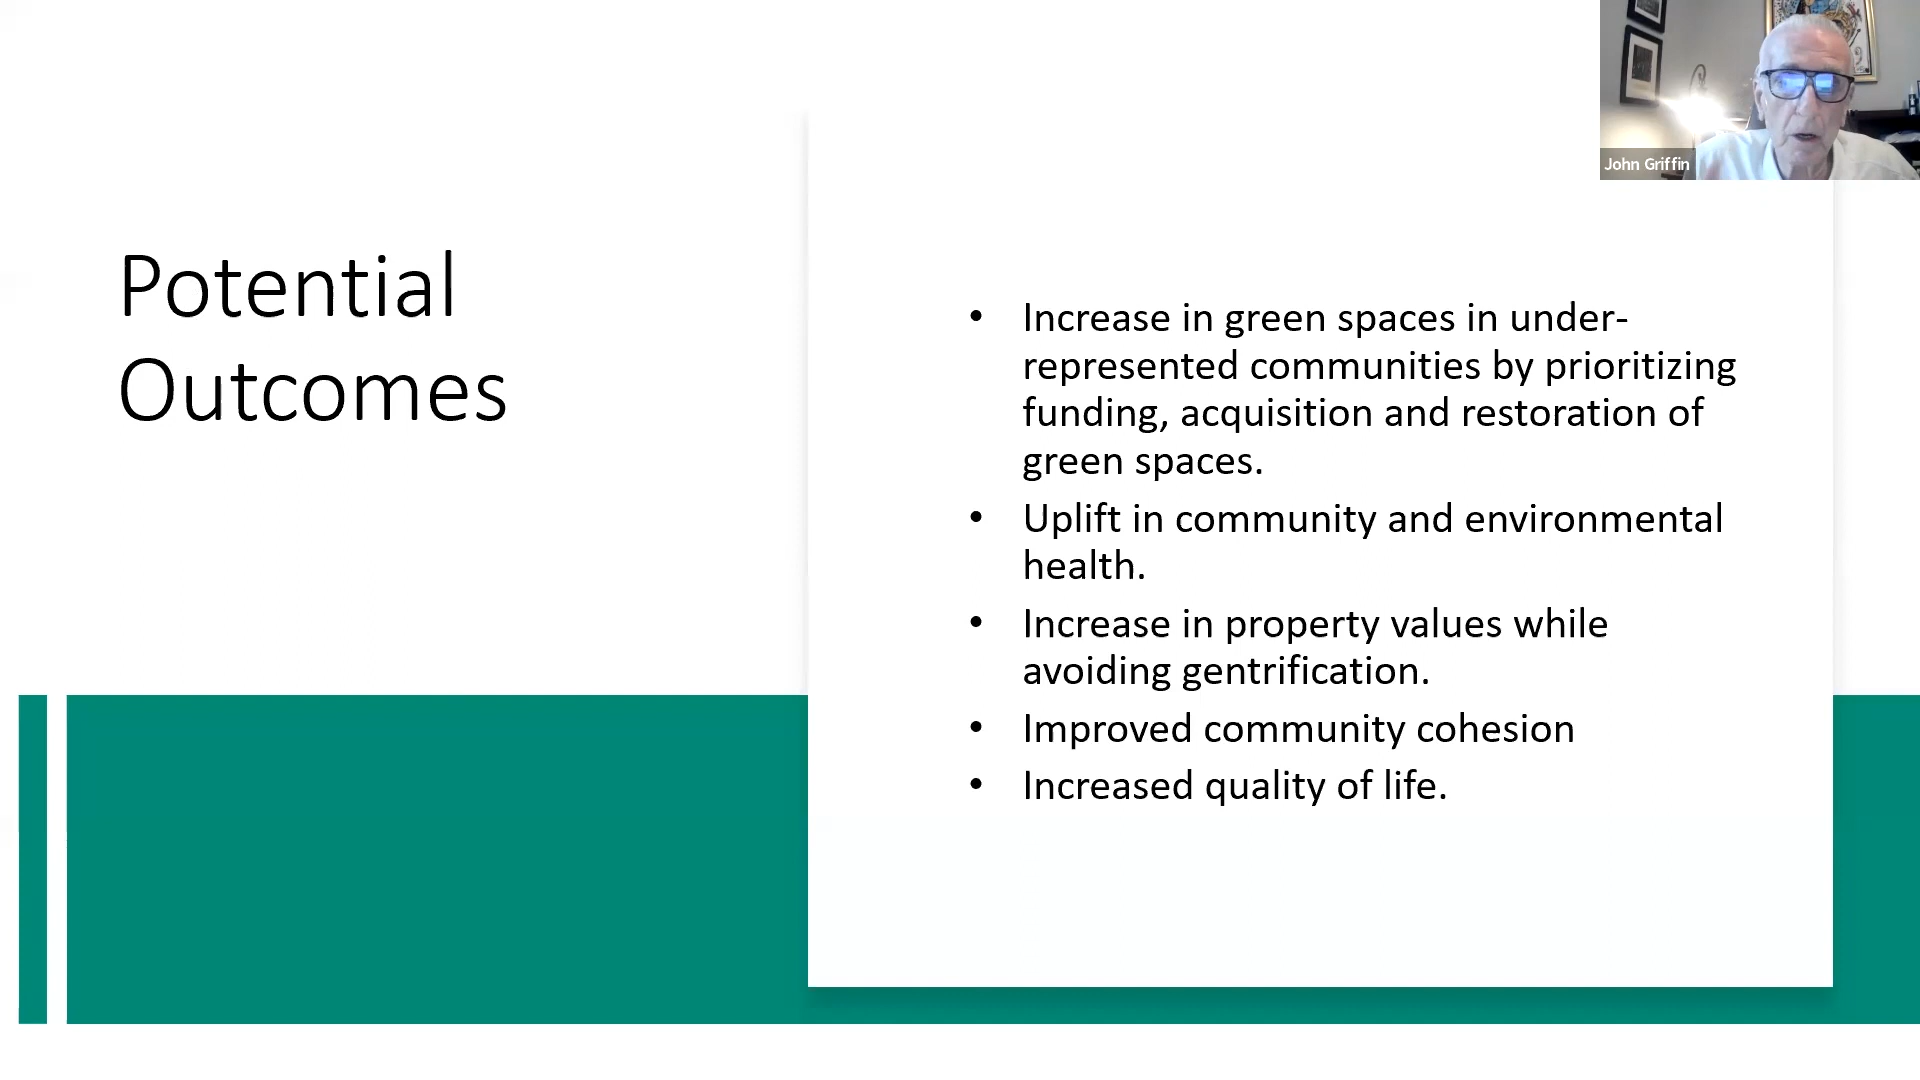 Potential
Outcomes
John Griffin
• Increase in green spaces in under-
represented communities by prioritizing
funding, acquisition and restoration of
green spaces.
• Uplift in community and environmental
health.
• Increase in property values while
avoiding gentrification.
• Improved community cohesion
• Increased quality of life.